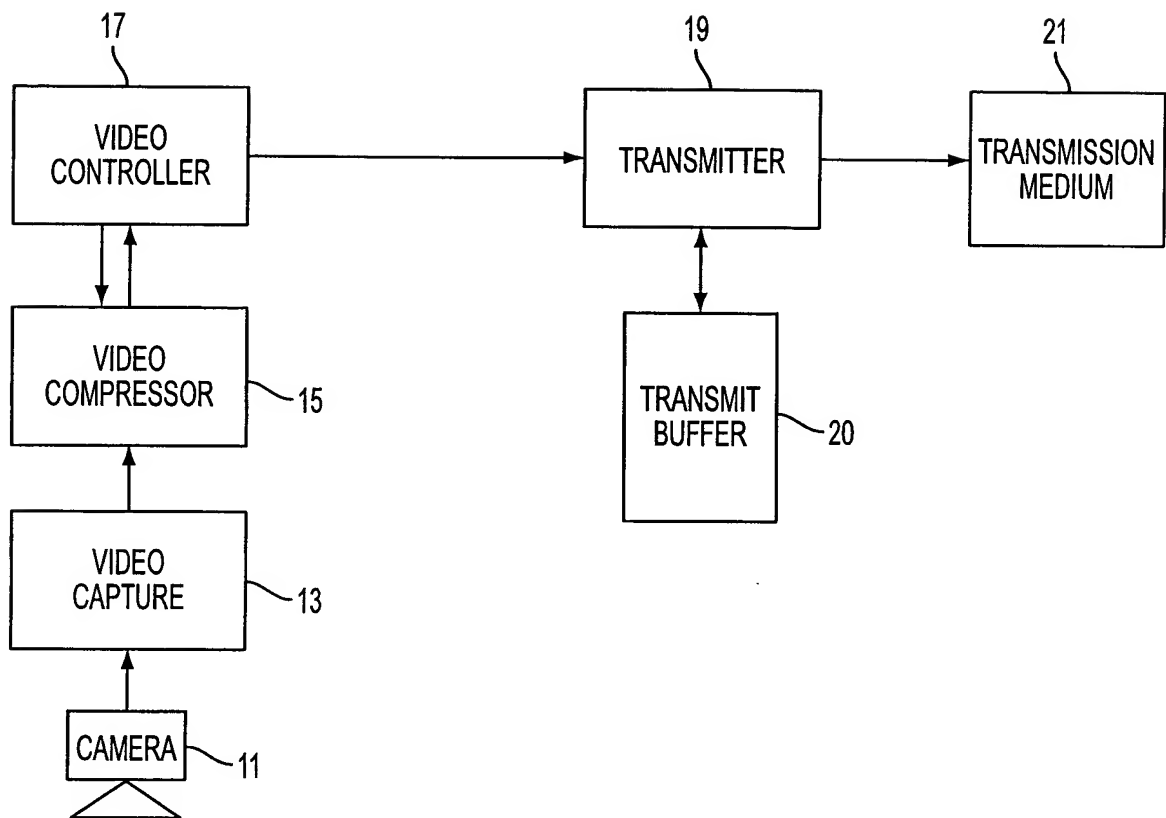 17
VIDEO
CONTROLLER
19
TRANSMITTER
21
TRANSMISSION
MEDIUM
VIDEO
COMPRESSOR
15
TRANSMIT
BUFFER
20
VIDEO
CAPTURE
13
CAMERA
11